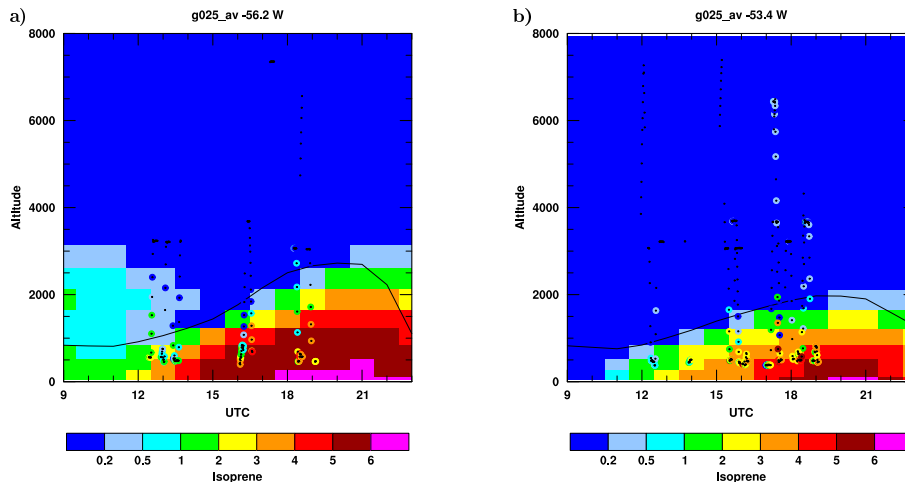 a)
g025_av -56.2 W
8000
6000
4000
2000
0
Altitude
9 12 15 18 21
UTC
0.2 0.5 1 2 3 4 5 6
Isoprene
b)
g025_av -53.4 W
8000
6000
4000
2000
0
Altitude
9 12 15 18 21
UTC
0.2 0.5 1 2 3 4 5 6
Isoprene